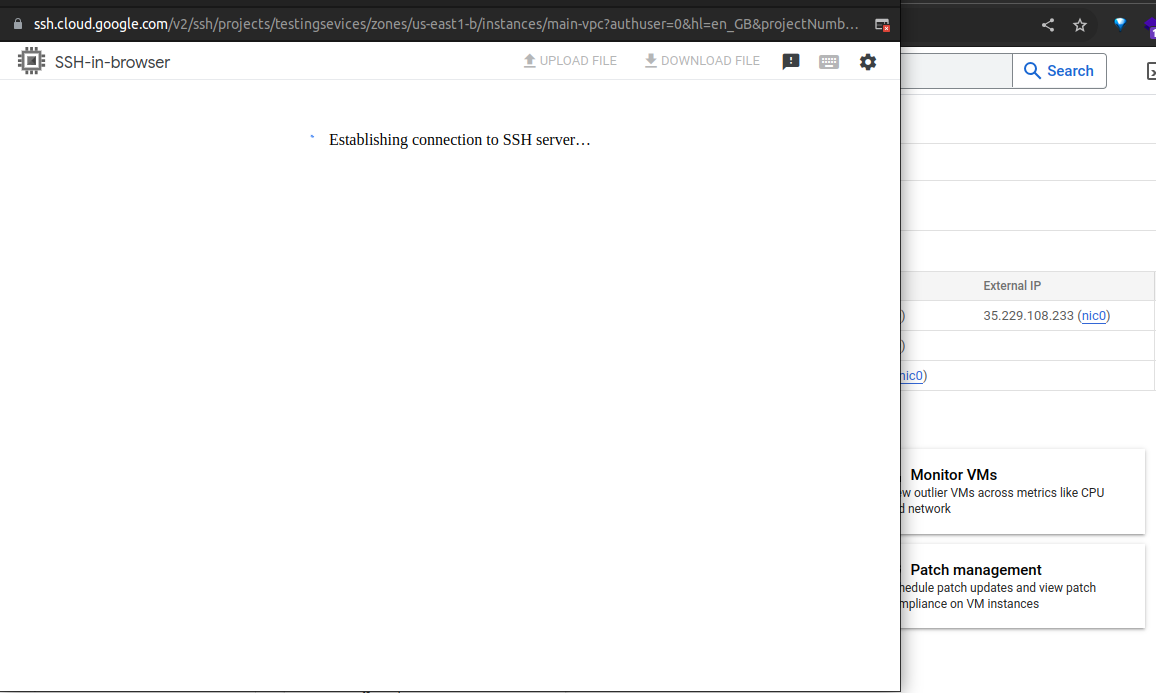 ssh.cloud.google.com/v2/ssh/projects/testingsevices/zones/us-east1-b/instances/main-vpc?authuser=0&hl=en_GB&projectNumb…
SSH-in-browser
UPLOAD FILE
DOWNLOAD FILE
Search
Establishing connection to SSH server…
External IP
)
35.229.108.233 (nic0)
)
nic0)
Monitor VMs
ew outlier VMs across metrics like CPU
d network
Patch management
hedule patch updates and view patch
mpliance on VM instances